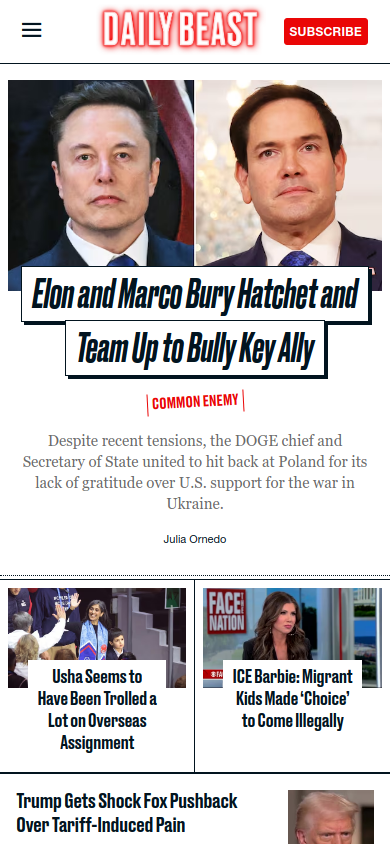 DAILY BEAST
SUBSCRIBE
Elon and Marco Bury Hatchet and
Team Up to Bully Key Ally
COMMON ENEMY
Despite recent tensions, the DOGE chief and
Secretary of State united to hit back at Poland for its
lack of gratitude over U.S. support for the war in
Ukraine.
Julia Ornedo
Usha Seems to
Have Been Trolled a
Lot on Overseas
Assignment
FACE
NATION
ICE Barbie: Migrant
Kids Made ‘Choice’
to Come Illegally
Trump Gets Shock Fox Pushback
Over Tariff-Induced Pain